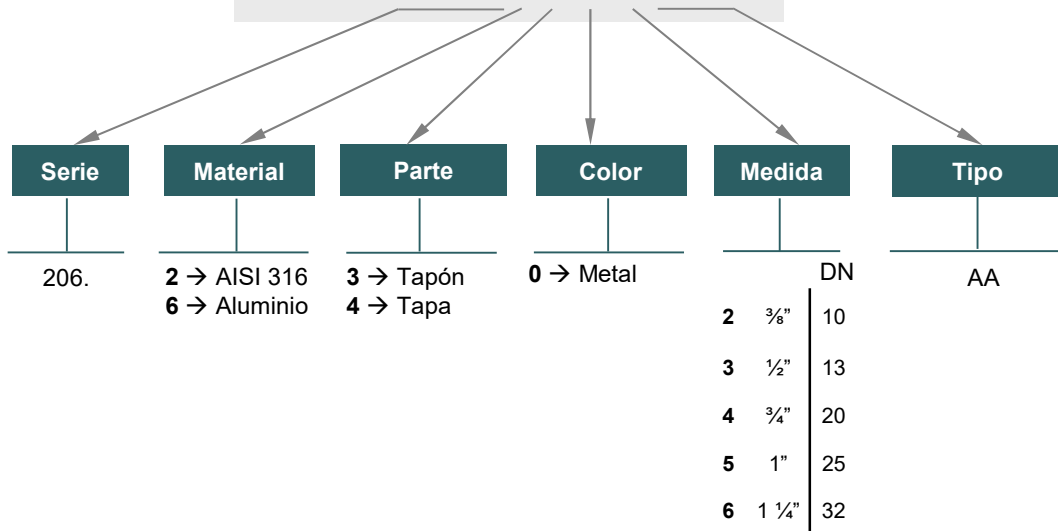 Serie Material Parte Color Medida Tipo
206. 2 → AISI 316 3 → Tapón 0 → Metal DN AA
6 → Aluminio 4 → Tapa
2 ⅜” 10
3 ½” 13
4 ¾” 20
5 1” 25
6 1 ¼” 32